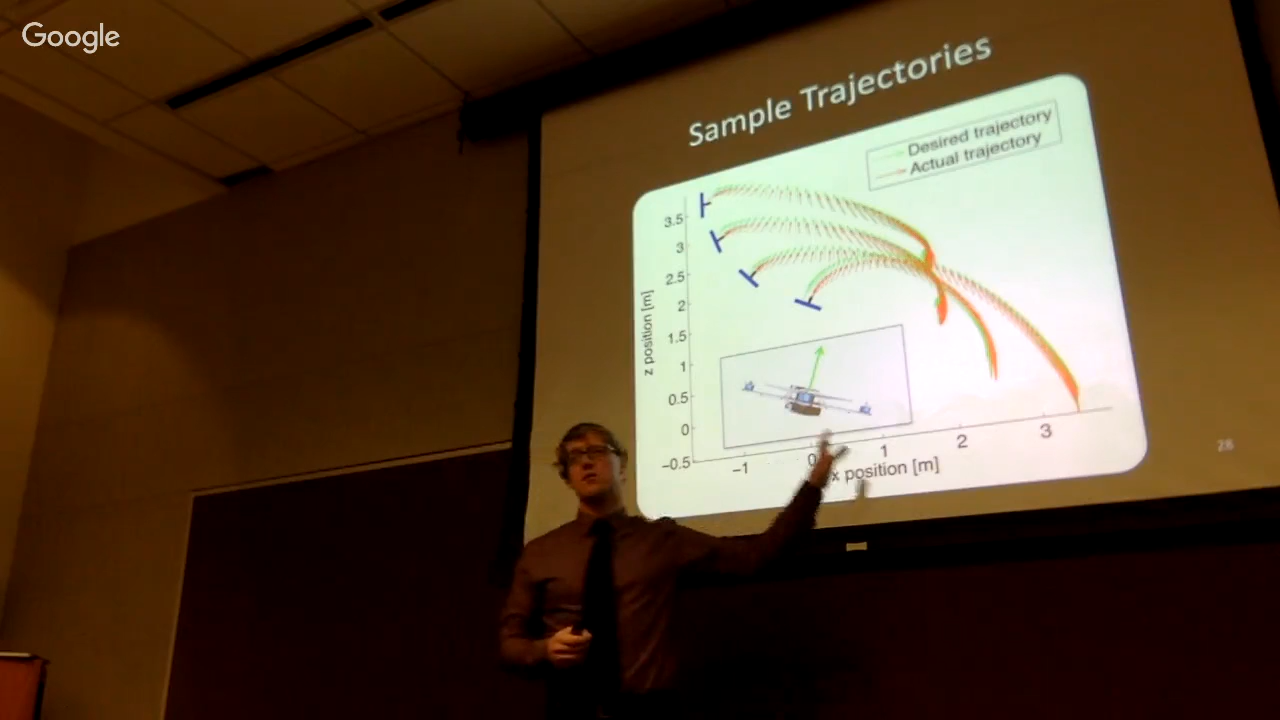 Google
Sample Trajectories
Desired trajectory
Actual trajectory
3.5
3
2.5
2
1.5
1
0.5
0
−0.5
z position [m]
−1
0
1
2
3
x position [m]